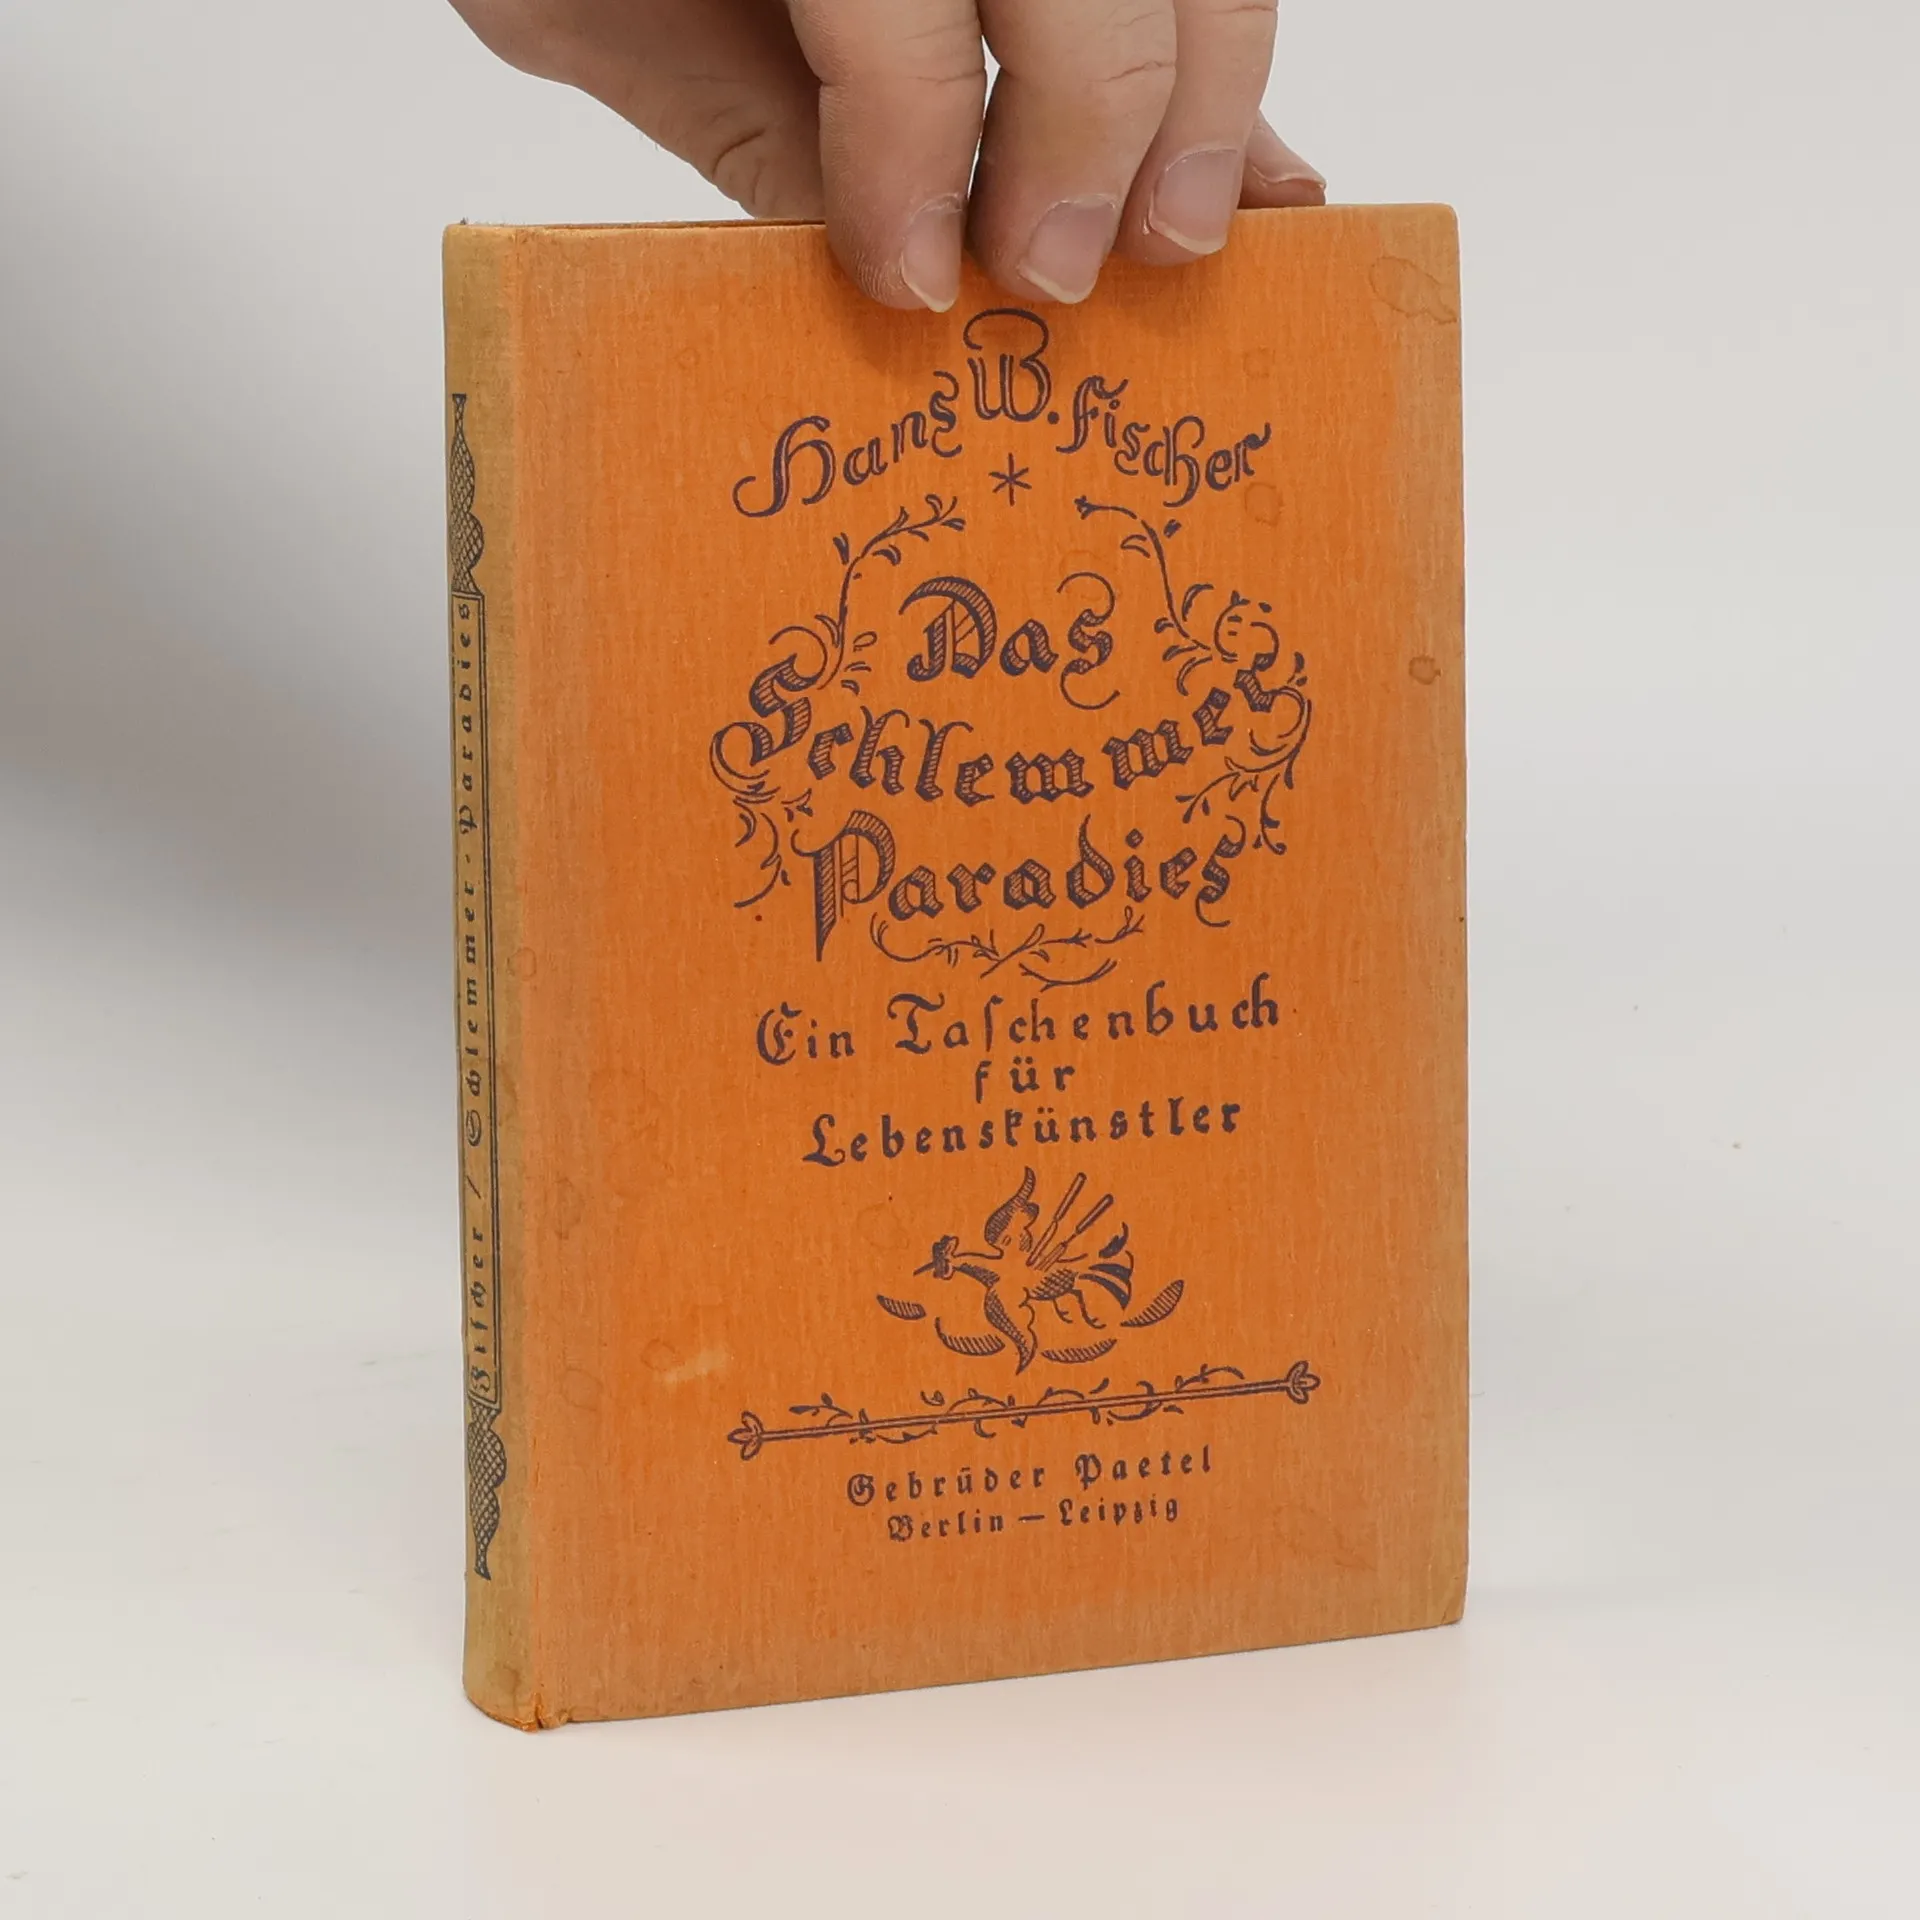 Hans W. Fischer
*
Das
Schlemmer
Paradies
Ein Taſchenbuch
für
Lebenskünstler
Gebrüder Paetel
Berlin — Leipzig
Fiſcher / Schlemmer-Paradies